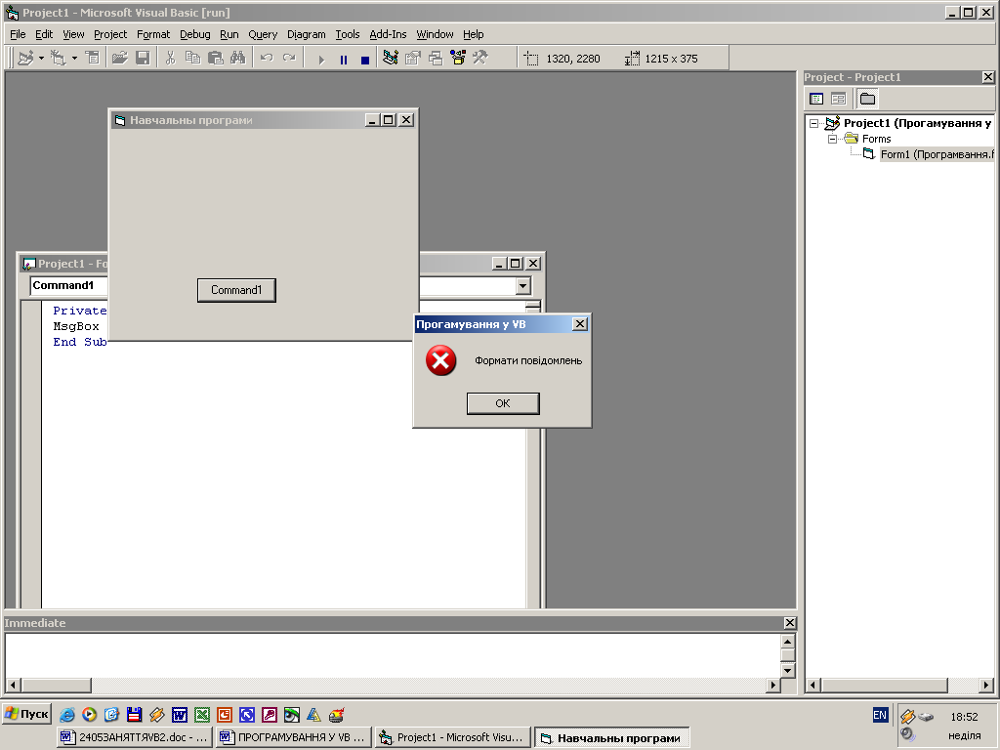 Project1 - Microsoft Visual Basic [run]
File Edit View Project Format Debug Run Query Diagram Tools Add-Ins Window Help
1320, 2280 1215 x 375
Project - Project1
Project1 (Прогамування у
Forms
Form1 (Програмвання.f
Навчальны програми
Command1
Project1 - Fo
Command1
Private
MsgBox
End Sub
Прогамування у VB
Формати повідомлень
OK
Immediate
Пуск
EN
18:52
неділя
2405ЗАНЯТТЯVB2.doc - ...
ПРОГРАМУВАННЯ У VB ...
Project1 - Microsoft Visu...
Навчальны програми